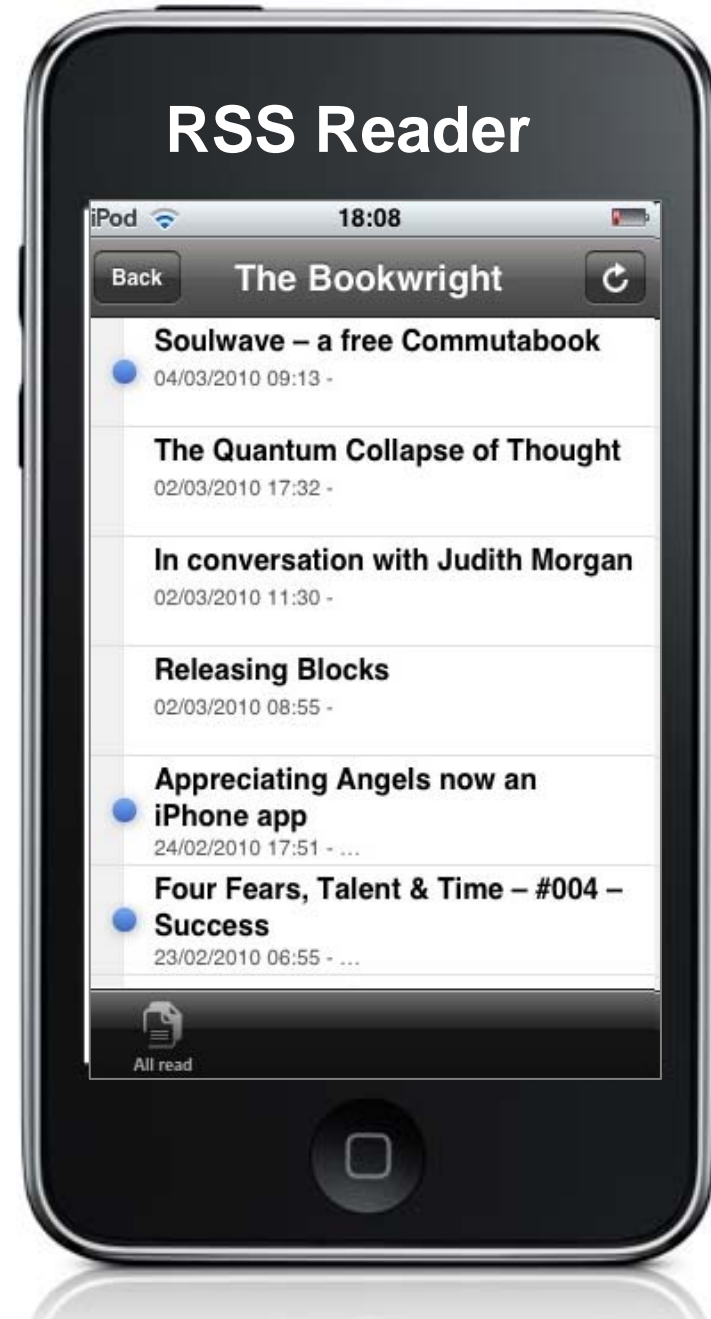 RSS Reader
iPod 18:08
Back The Bookwright
Soulwave – a free Commutabook
04/03/2010 09:13 -
The Quantum Collapse of Thought
02/03/2010 17:32 -
In conversation with Judith Morgan
02/03/2010 11:30 -
Releasing Blocks
02/03/2010 08:55 -
Appreciating Angels now an
iPhone app
24/02/2010 17:51 - ...
Four Fears, Talent & Time – #004 –
Success
23/02/2010 06:55 - ...
All read